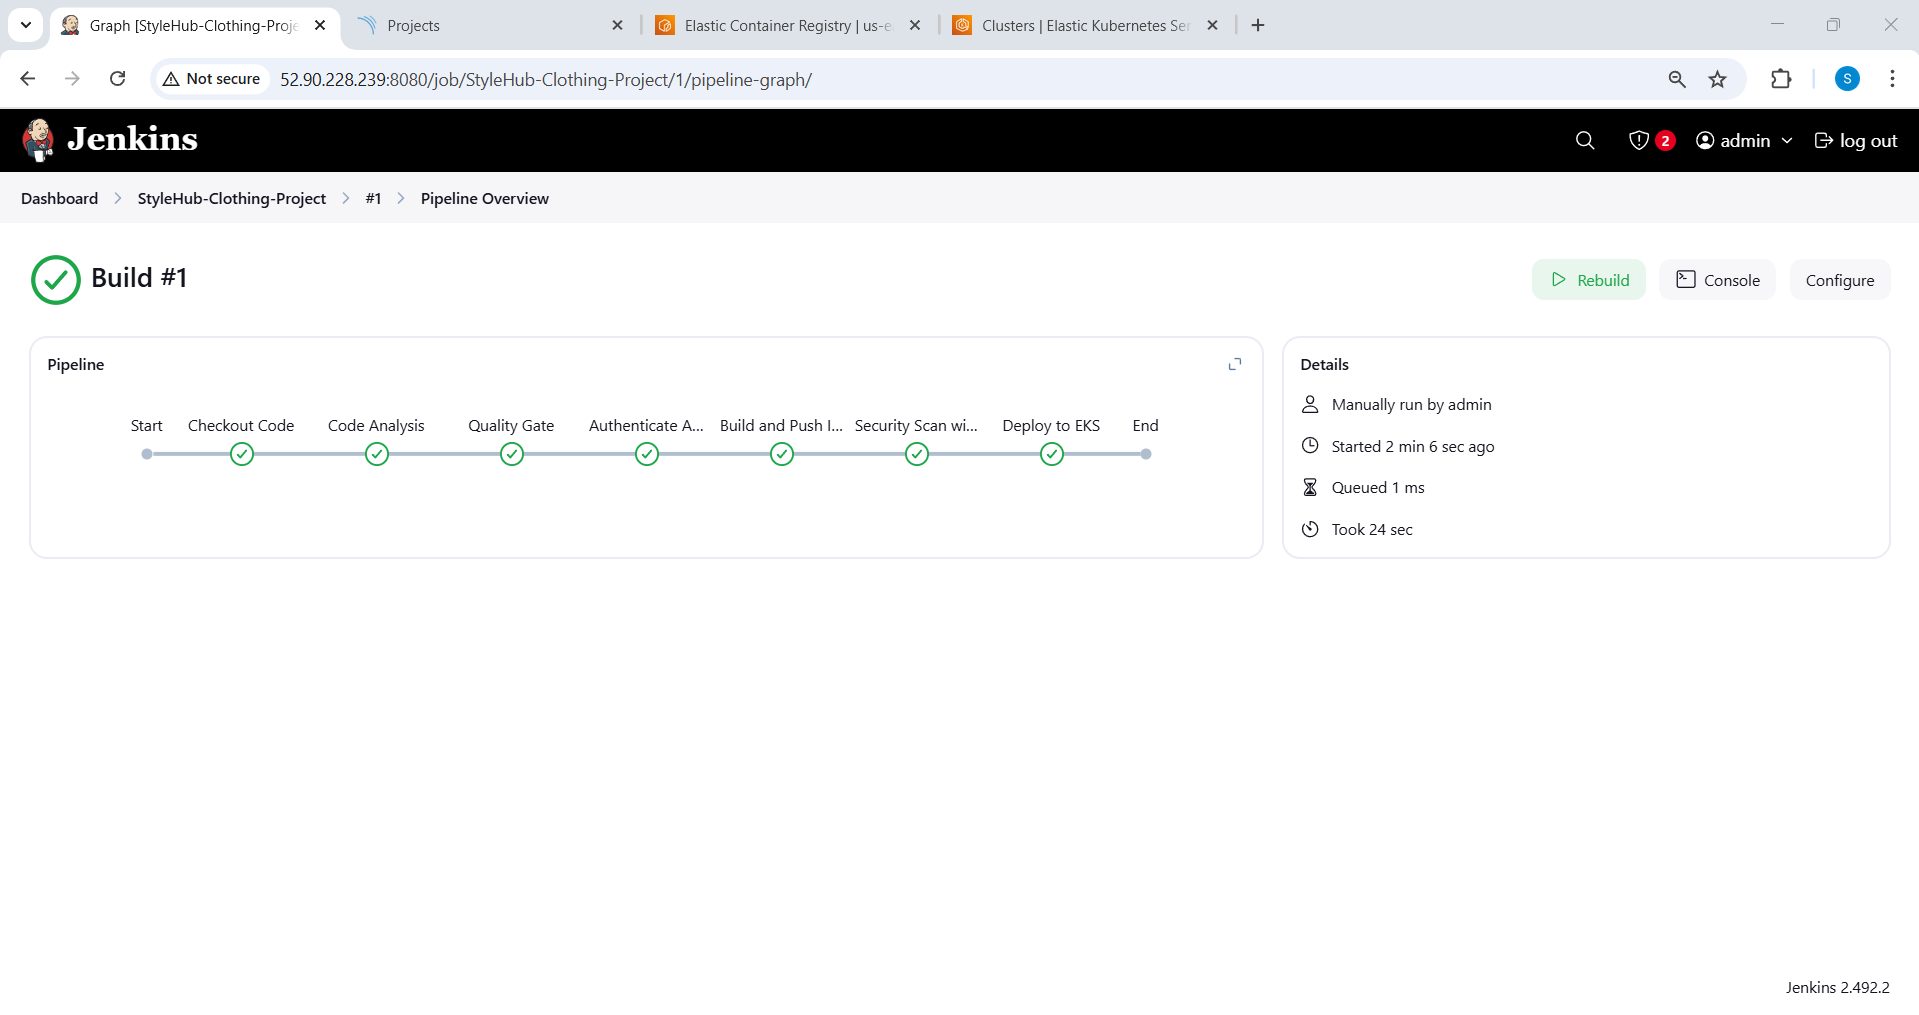 Graph [StyleHub-Clothing-Proje
Projects
Elastic Container Registry | us-e
Clusters | Elastic Kubernetes Ser
Not secure
52.90.228.239:8080/job/StyleHub-Clothing-Project/1/pipeline-graph/
S
Jenkins
2
admin
log out
Dashboard
StyleHub-Clothing-Project
#1
Pipeline Overview
Build #1
Rebuild
Console
Configure
Pipeline
Start
Checkout Code
Code Analysis
Quality Gate
Authenticate A...
Build and Push I...
Security Scan wi...
Deploy to EKS
End
Details
Manually run by admin
Started 2 min 6 sec ago
Queued 1 ms
Took 24 sec
Jenkins 2.492.2